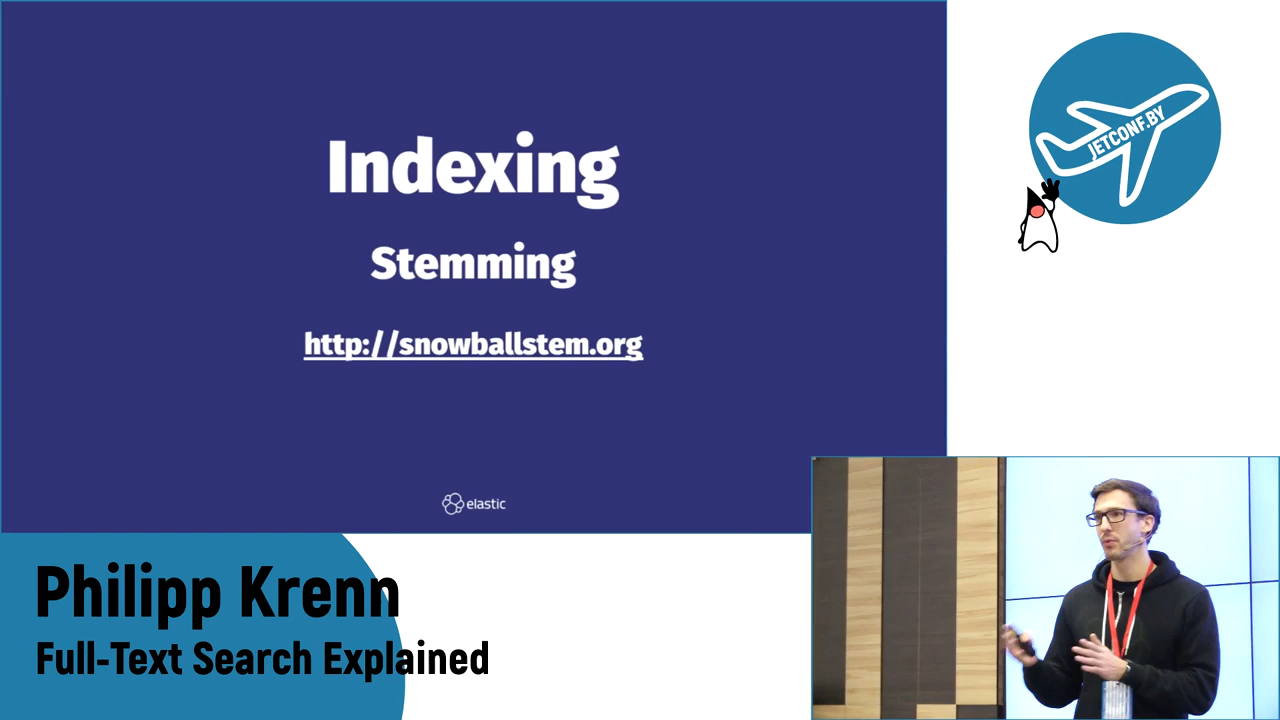 Indexing
Stemming
http://snowballstem.org
elastic
JETCONF.BY
Philipp Krenn
Full-Text Search Explained